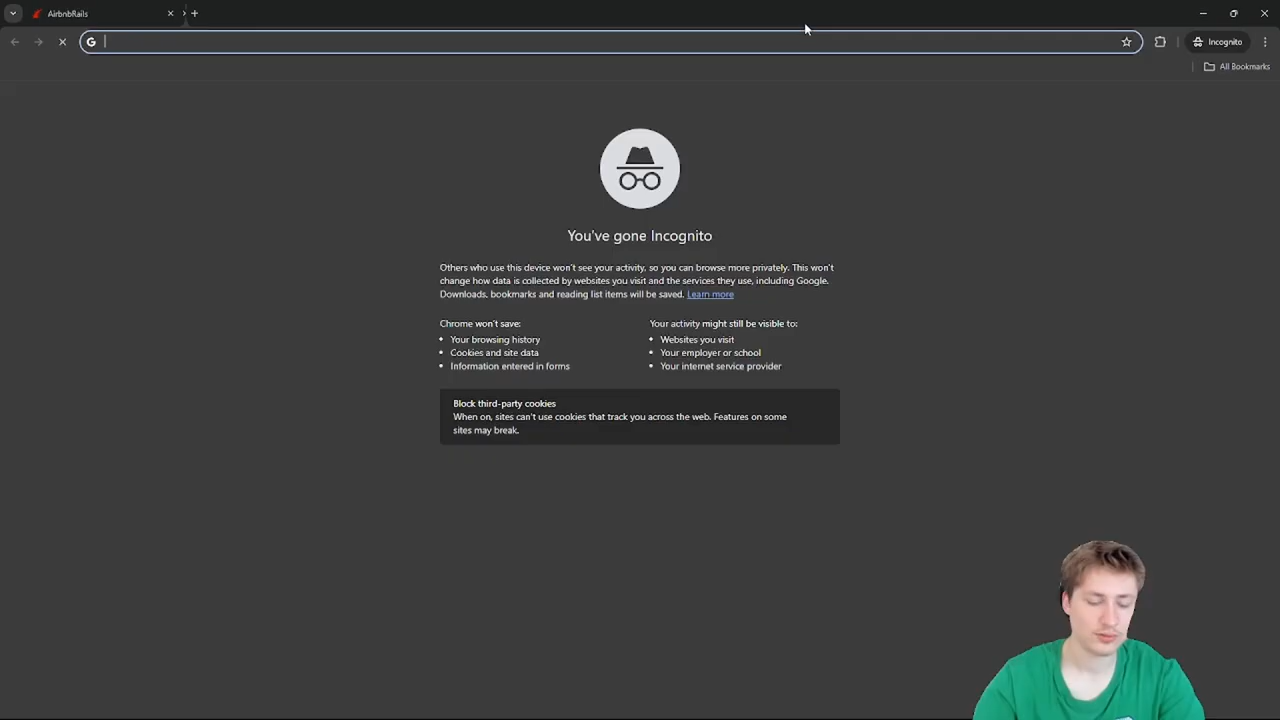 AirbnbRails
Incognito
All Bookmarks
You've gone Incognito
Others who use this device won't see your activity, so you can browse more privately. This won't
change how data is collected by websites you visit and the services they use, including Google.
Downloads, bookmarks and reading list items will be saved. Learn more
Chrome won't save:
Your browsing history
Cookies and site data
Information entered in forms
Your activity might still be visible to:
Websites you visit
Your employer or school
Your internet service provider
Block third-party cookies
When on, sites can't use cookies that track you across the web. Features on some
sites may break.